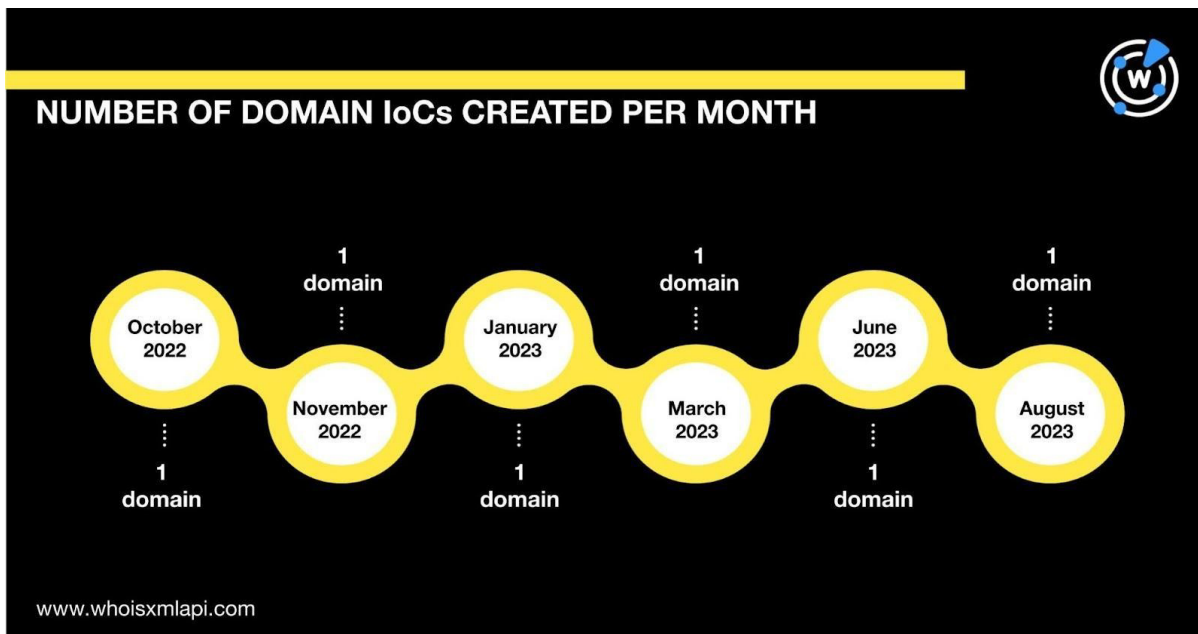 W
NUMBER OF DOMAIN IoCs CREATED PER MONTH
October
2022
1
domain
1
domain
November
2022
January
2023
1
domain
1
domain
March
2023
June
2023
1
domain
1
domain
August
2023
www.whoisxmlapi.com